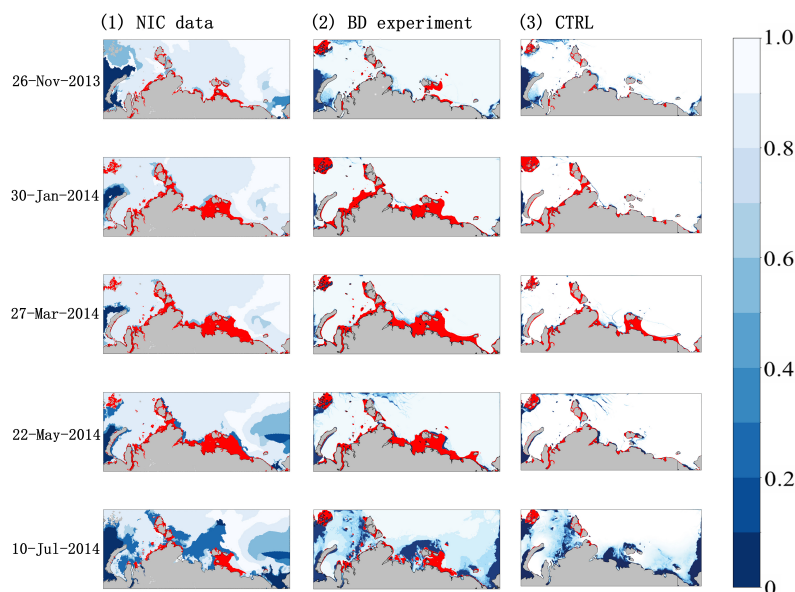 (1) NIC data
(2) BD experiment
(3) CTRL
26-Nov-2013
30-Jan-2014
27-Mar-2014
22-May-2014
10-Jul-2014
1.0
0.8
0.6
0.4
0.2
0